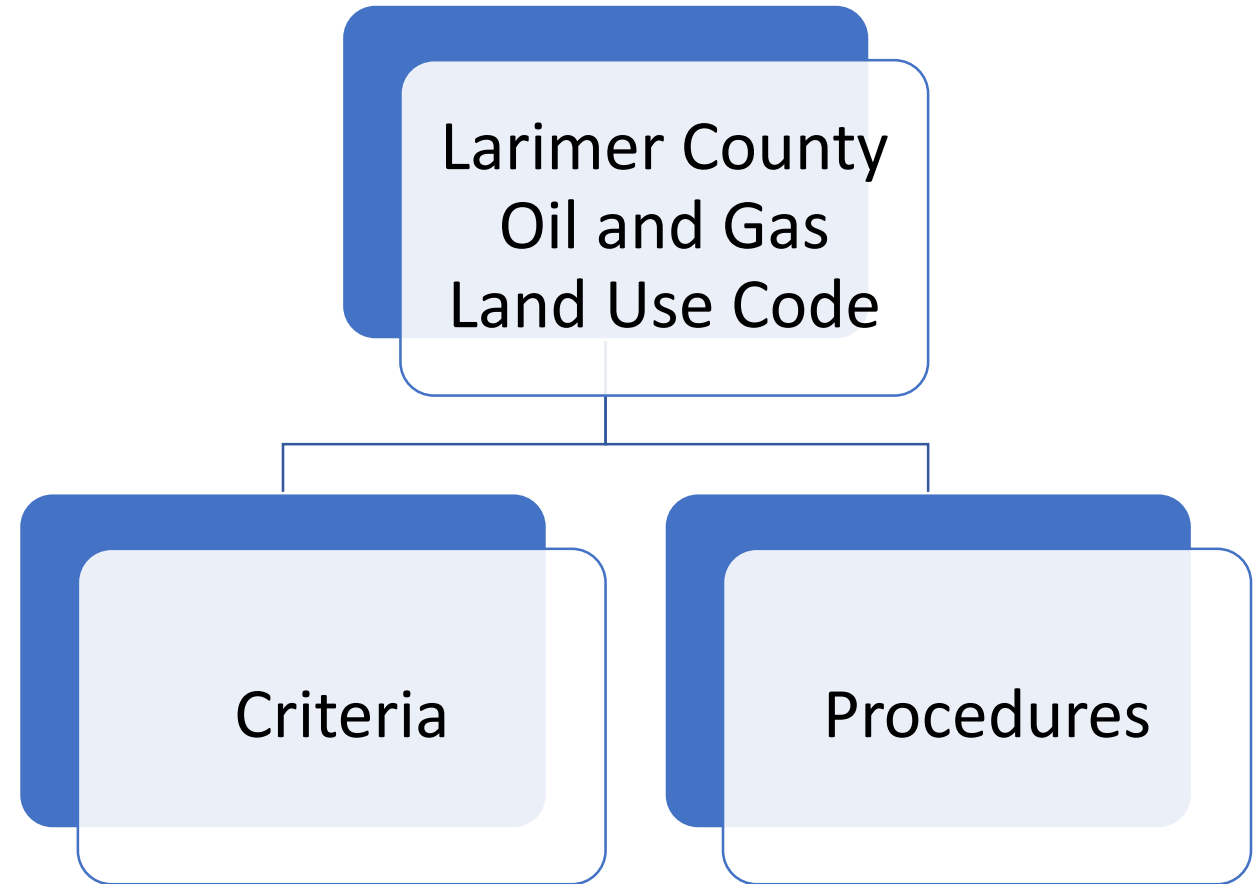 Larimer County
Oil and Gas
Land Use Code
Criteria
Procedures